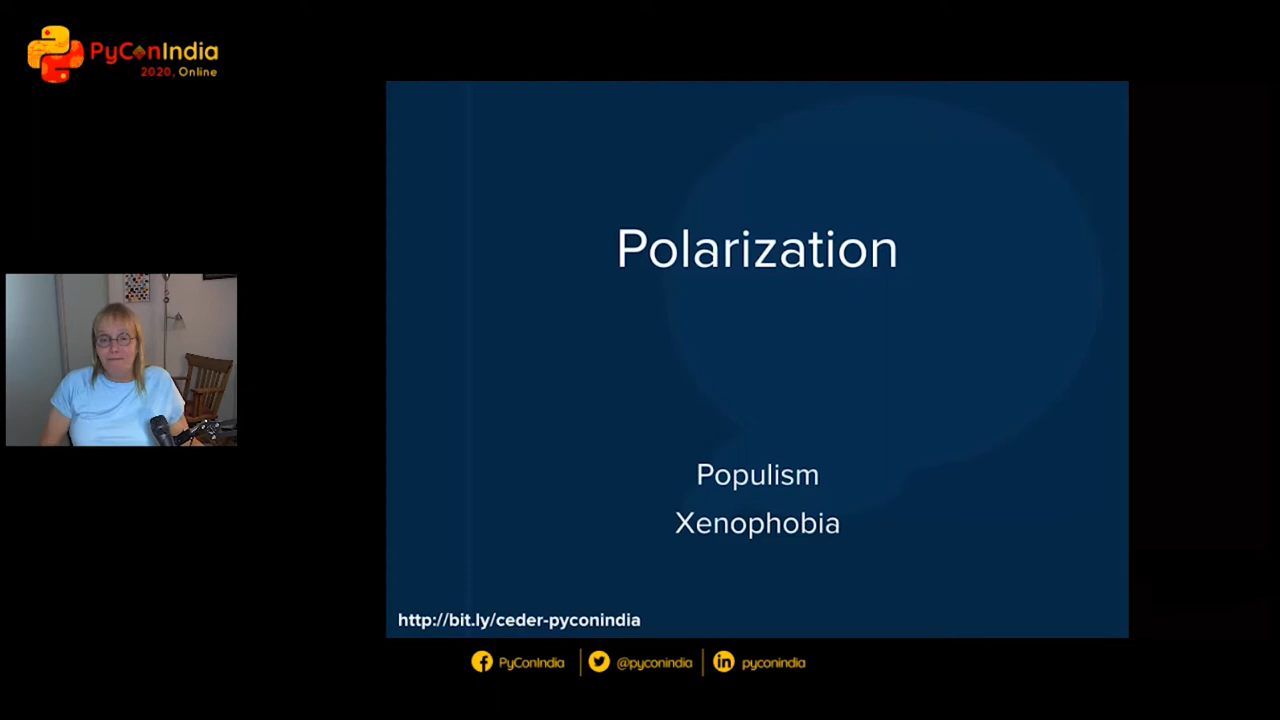 PyConIndia
2020, Online
Polarization
Populism
Xenophobia
http://bit.ly/ceder-pyconindia
PyConIndia
@pyconindia
pyconindia